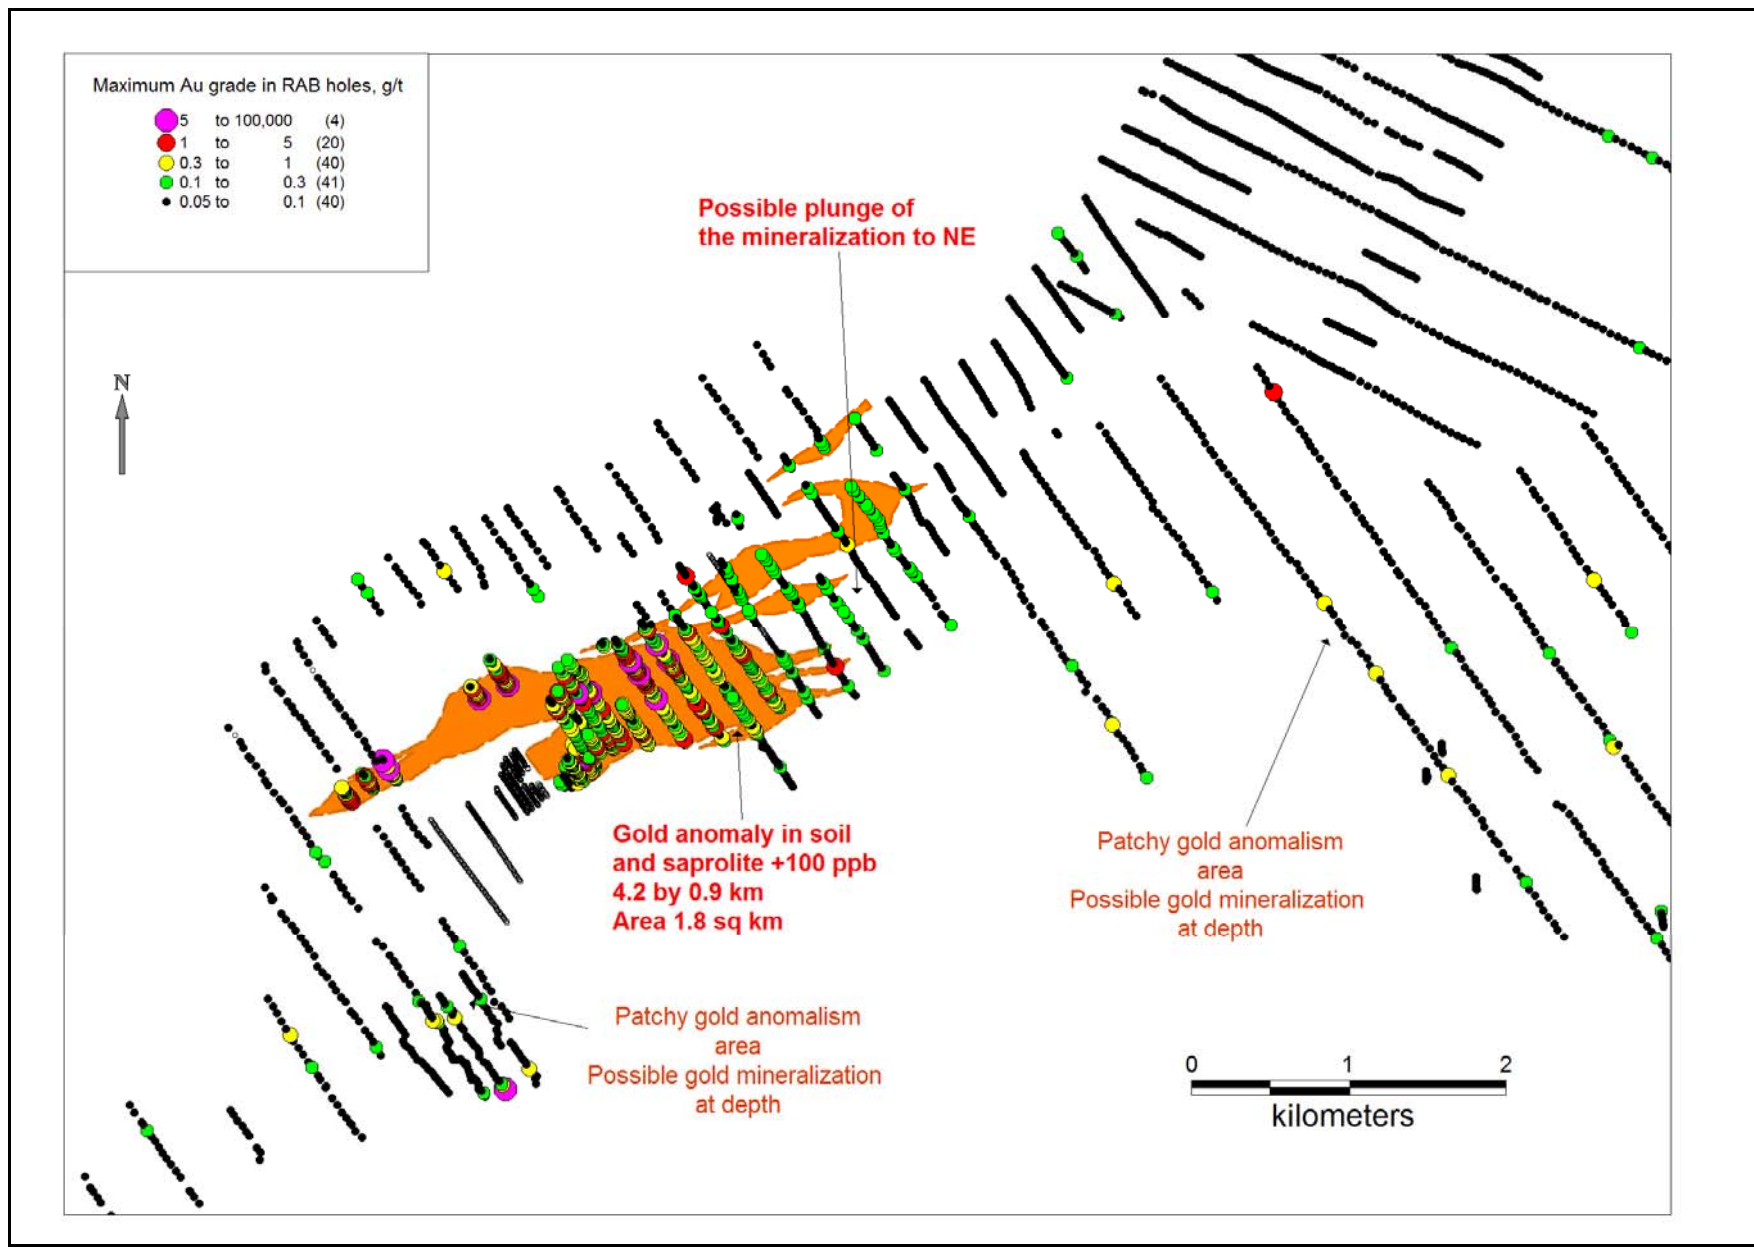 Maximum Au grade in RAB holes, g/t
5 to 100,000 (4)
1 to 5 (20)
0.3 to 1 (40)
0.1 to 0.3 (41)
0.05 to 0.1 (40)
Possible plunge of
the mineralization to NE
N
Gold anomaly in soil
and saprolite +100 ppb
4.2 by 0.9 km
Area 1.8 sq km
Patchy gold anomalism
area
Possible gold mineralization
at depth
Patchy gold anomalism
area
Possible gold mineralization
at depth
0 1 2
kilometers